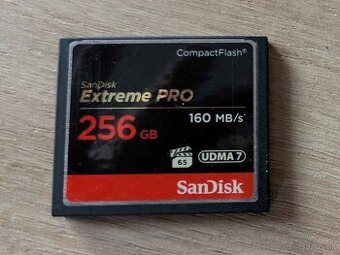 CompactFlash®
SanDisk
Extreme PRO
256 GB
160 MB/s*
65
UDMA 7
SanDisk